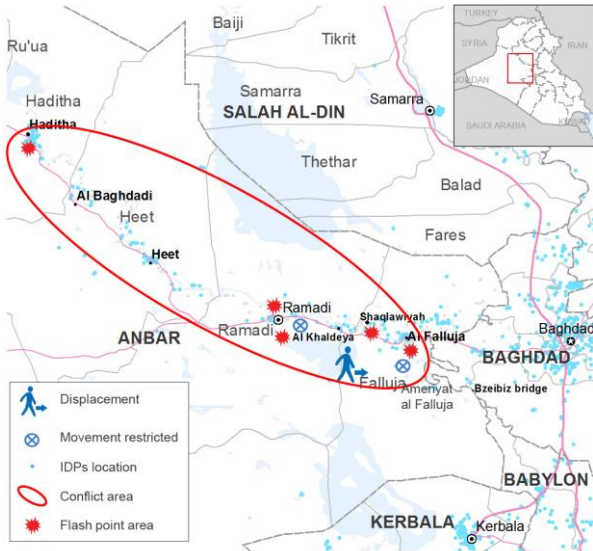 Baiji
Ru'ua
Tikrit
Haditha
Samarra
Samarra
SALAH AL-DIN
Haditha
Thethar
Al Baghdadi
Balad
Heet
Fares
Heet
Ramadi
Shaqlawiyah
Ramadi
Al Khaldeya
Al Falluja
Baghdad
ANBAR
BAGHDAD
Falluja
Ameriyat
al Falluja
Bzeibiz bridge
BABYLON
KERBALA
Kerbala
TURKEY
SYRIA
IRAN
JORDAN
SAUDI ARABIA
Displacement
Movement restricted
IDPs location
Conflict area
Flash point area